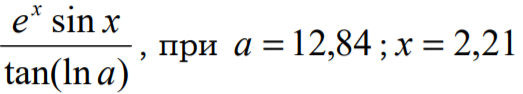 e^x sin x / tan(ln a), при a = 12,84 ; x = 2,21